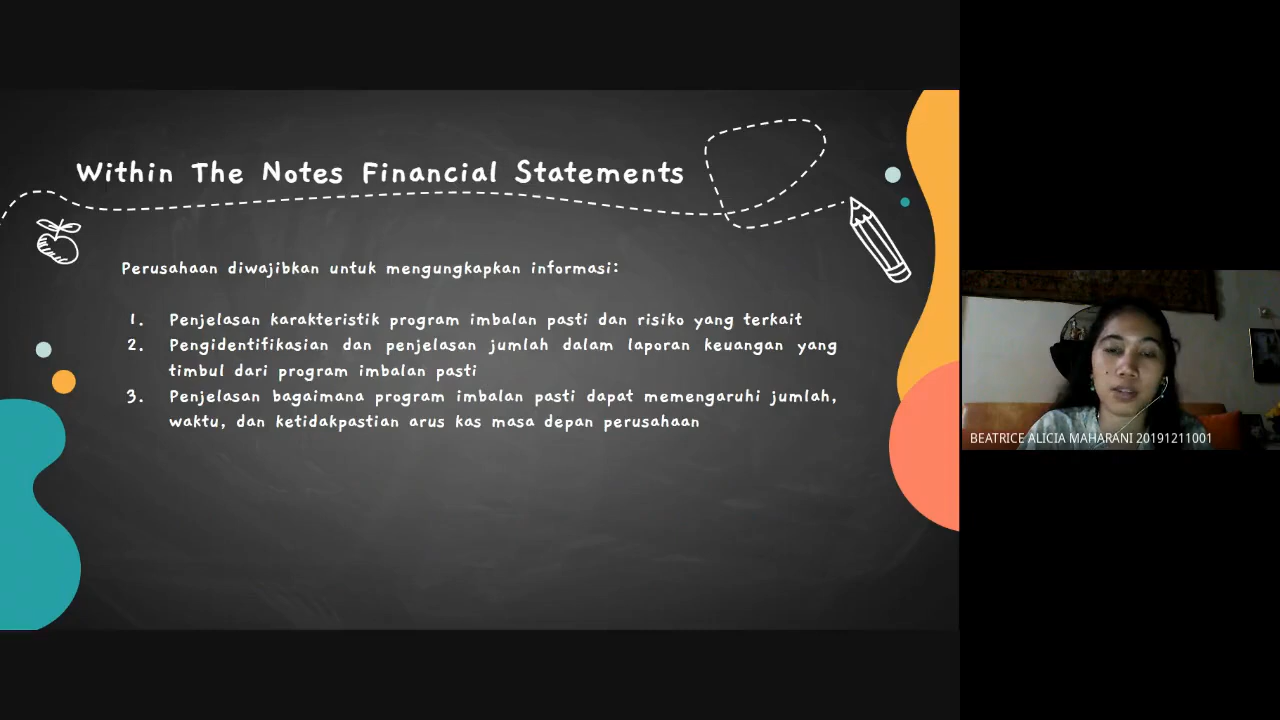 Within The Notes Financial Statements
Perusahaan diwajibkan untuk mengungkapkan informasi:
1. Penjelasan karakteristik program imbalan pasti dan risiko yang terkait
2. Pengidentifikasian dan penjelasan jumlah dalam laporan keuangan yang
timbul dari program imbalan pasti
3. Penjelasan bagaimana program imbalan pasti dapat memengaruhi jumlah,
waktu, dan ketidakpastian arus kas masa depan perusahaan
BEATRICE ALICIA MAHARANI 20191211001